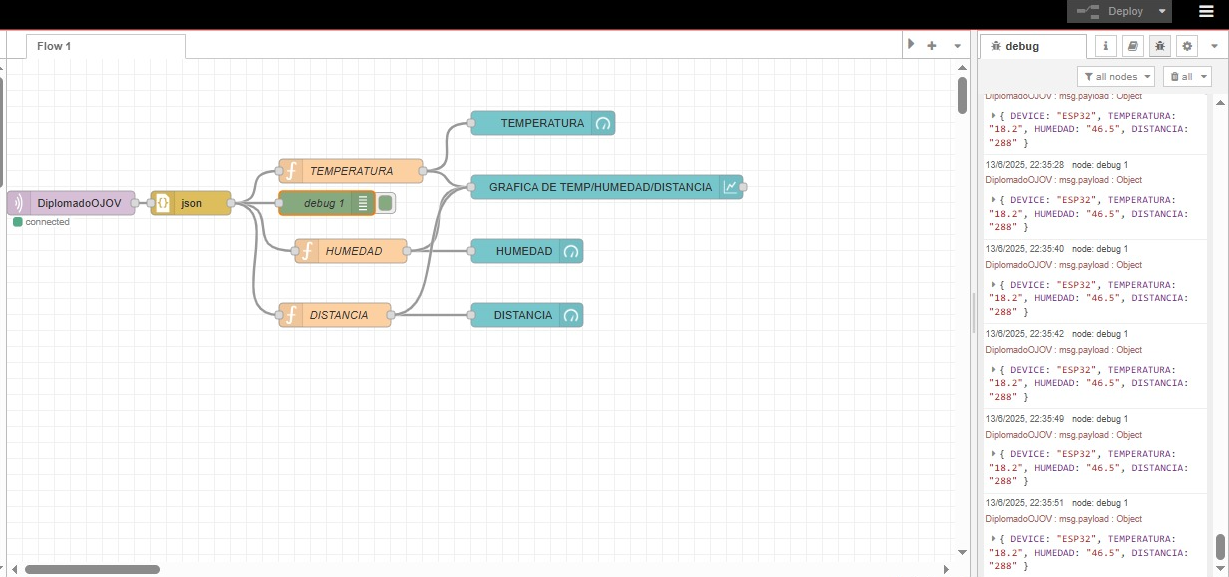 Deploy
Flow 1
debug
i
all nodes
all
DiplomadoOJOV
connected
json
TEMPERATURA
debug 1
HUMEDAD
DISTANCIA
TEMPERATURA
GRAFICA DE TEMP/HUMEDAD/DISTANCIA
HUMEDAD
DISTANCIA
DiplomadoOJOV : msg.payload : Object
{ DEVICE: "ESP32", TEMPERATURA:
"18.2", HUMEDAD: "46.5", DISTANCIA:
"288" }
13/6/2025, 22:35:28 node: debug 1
DiplomadoOJOV : msg.payload : Object
{ DEVICE: "ESP32", TEMPERATURA:
"18.2", HUMEDAD: "46.5", DISTANCIA:
"288" }
13/6/2025, 22:35:40 node: debug 1
DiplomadoOJOV : msg.payload : Object
{ DEVICE: "ESP32", TEMPERATURA:
"18.2", HUMEDAD: "46.5", DISTANCIA:
"288" }
13/6/2025, 22:35:42 node: debug 1
DiplomadoOJOV : msg.payload : Object
{ DEVICE: "ESP32", TEMPERATURA:
"18.2", HUMEDAD: "46.5", DISTANCIA:
"288" }
13/6/2025, 22:35:49 node: debug 1
DiplomadoOJOV : msg.payload : Object
{ DEVICE: "ESP32", TEMPERATURA:
"18.2", HUMEDAD: "46.5", DISTANCIA:
"288" }
13/6/2025, 22:35:51 node: debug 1
DiplomadoOJOV : msg.payload : Object
{ DEVICE: "ESP32", TEMPERATURA:
"18.2", HUMEDAD: "46.5", DISTANCIA:
"288" }